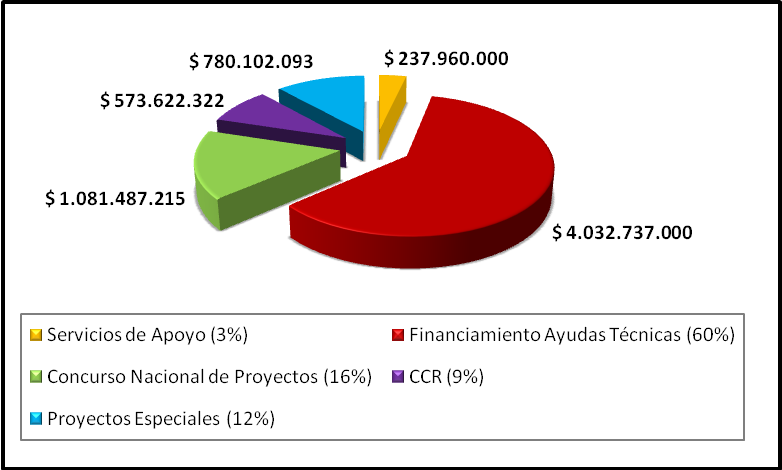 $ 780.102.093
$ 237.960.000
$ 573.622.322
$ 1.081.487.215
$ 4.032.737.000
Servicios de Apoyo (3%)
Financiamiento Ayudas Técnicas (60%)
Concurso Nacional de Proyectos (16%)
CCR (9%)
Proyectos Especiales (12%)